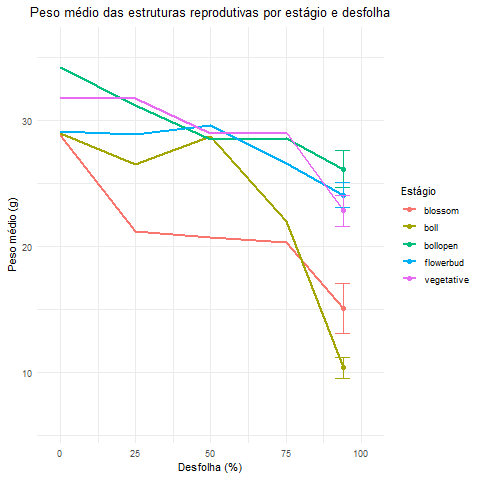 Peso médio das estruturas reprodutivas por estágio e desfolha
30
20
10
Peso médio (g)
0
25
50
75
100
Desfolha (%)
Estágio
blossom
boll
bollopen
flowerbud
vegetative